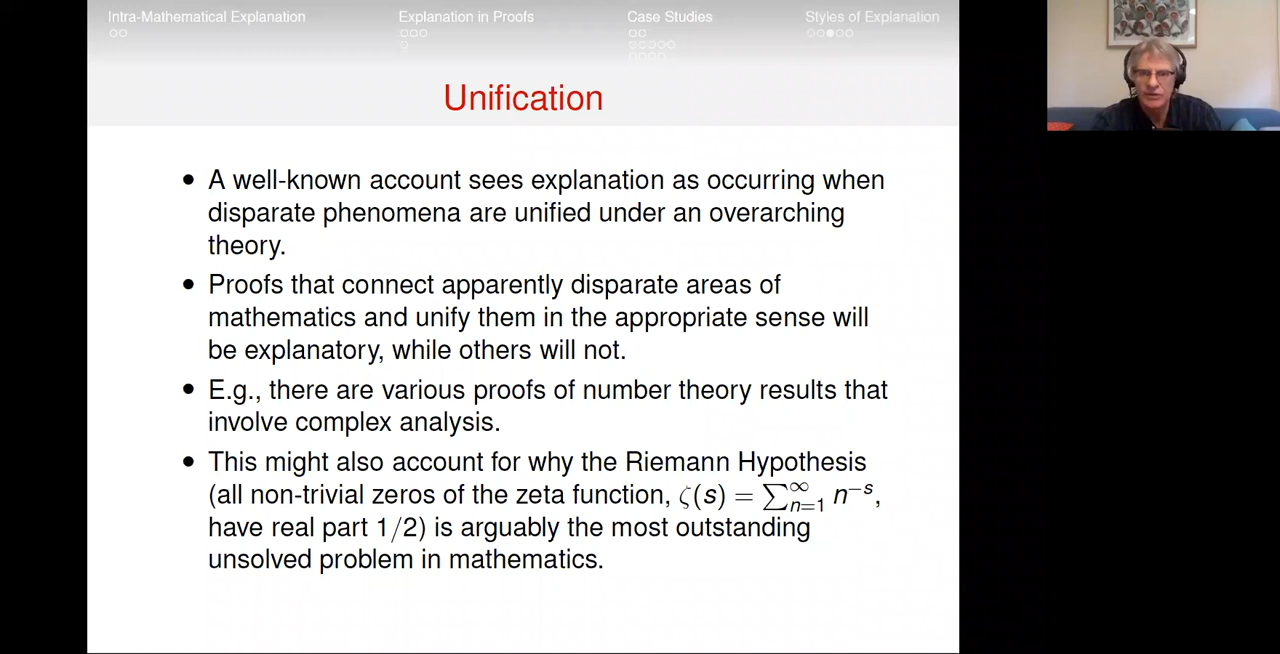 Intra-Mathematical Explanation
Explanation in Proofs
Case Studies
Styles of Explanation
Unification
• A well-known account sees explanation as occurring when
disparate phenomena are unified under an overarching
theory.
• Proofs that connect apparently disparate areas of
mathematics and unify them in the appropriate sense will
be explanatory, while others will not.
• E.g., there are various proofs of number theory results that
involve complex analysis.
• This might also account for why the Riemann Hypothesis
(all non-trivial zeros of the zeta function, ζ(s) = ∑_{n=1}^{∞} n^{−s},
have real part 1/2) is arguably the most outstanding
unsolved problem in mathematics.